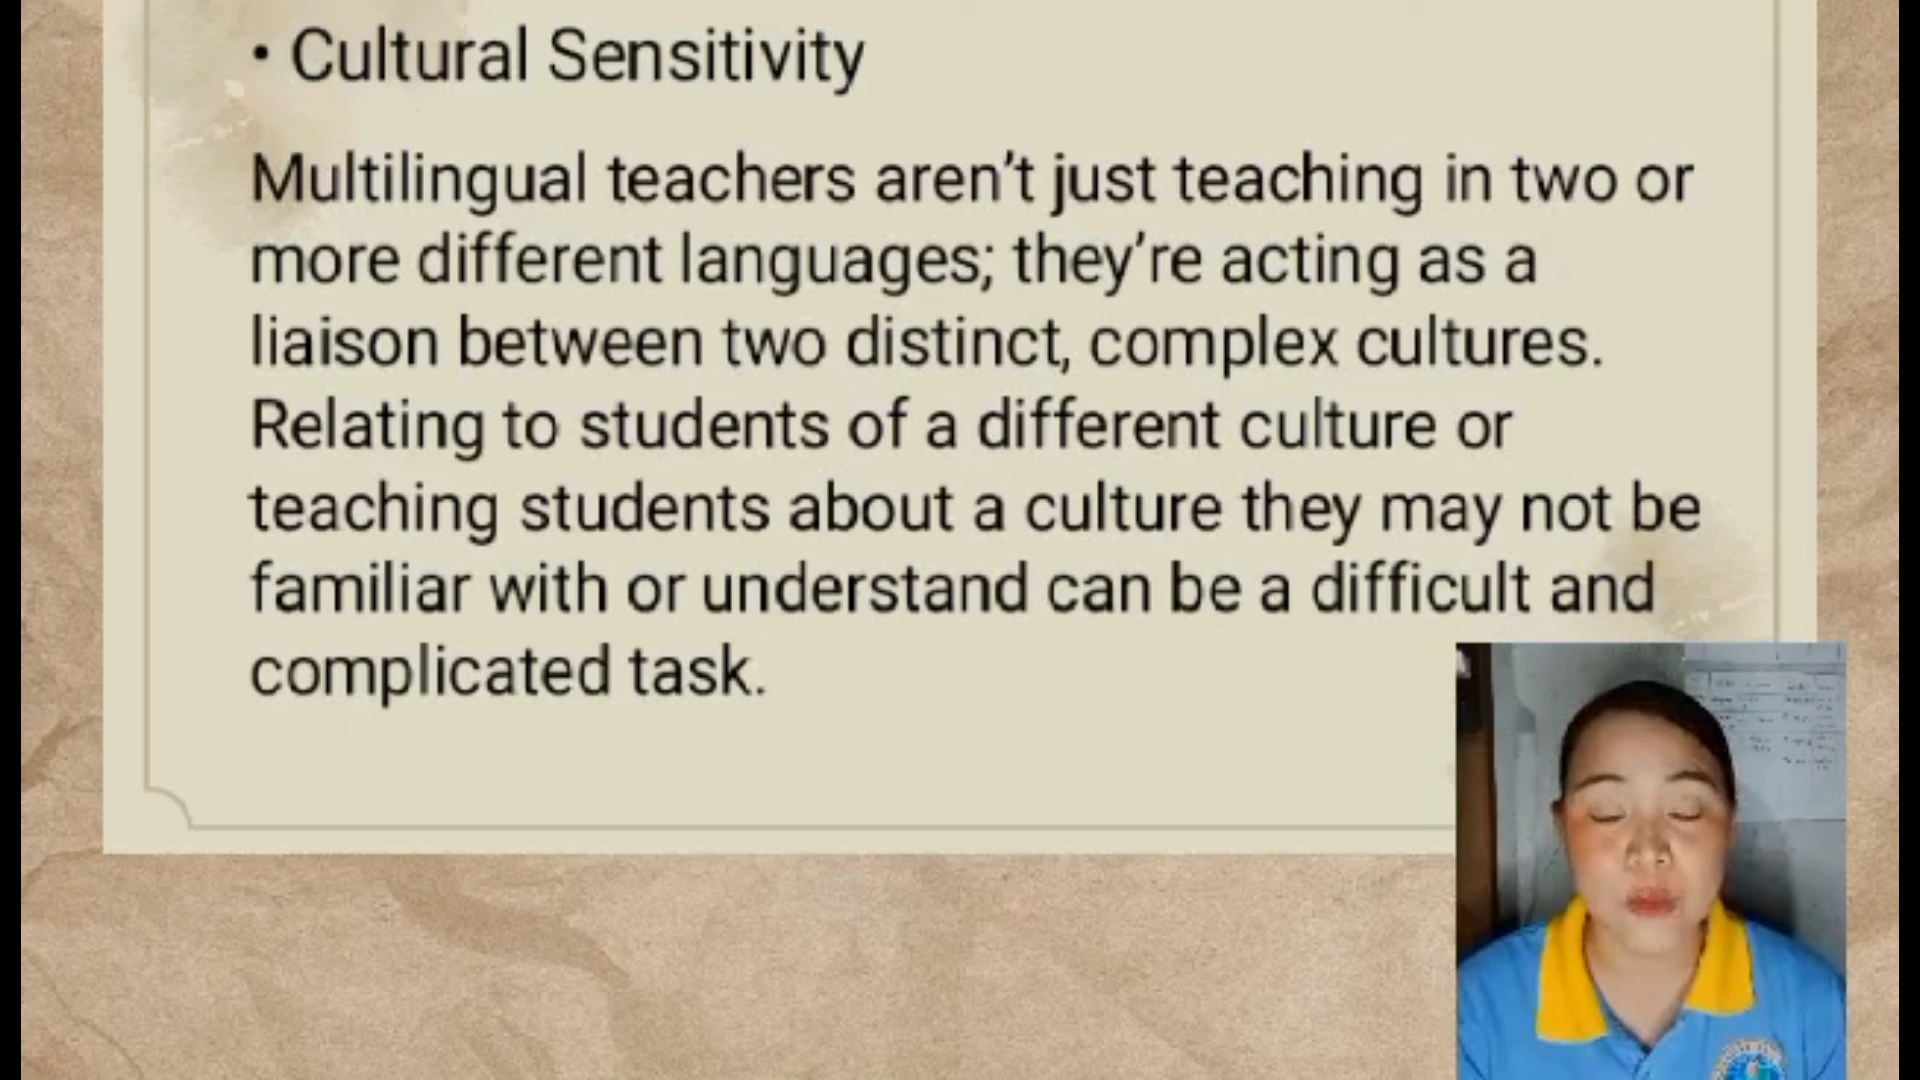 • Cultural Sensitivity
Multilingual teachers aren’t just teaching in two or
more different languages; they’re acting as a
liaison between two distinct, complex cultures.
Relating to students of a different culture or
teaching students about a culture they may not be
familiar with or understand can be a difficult and
complicated task.